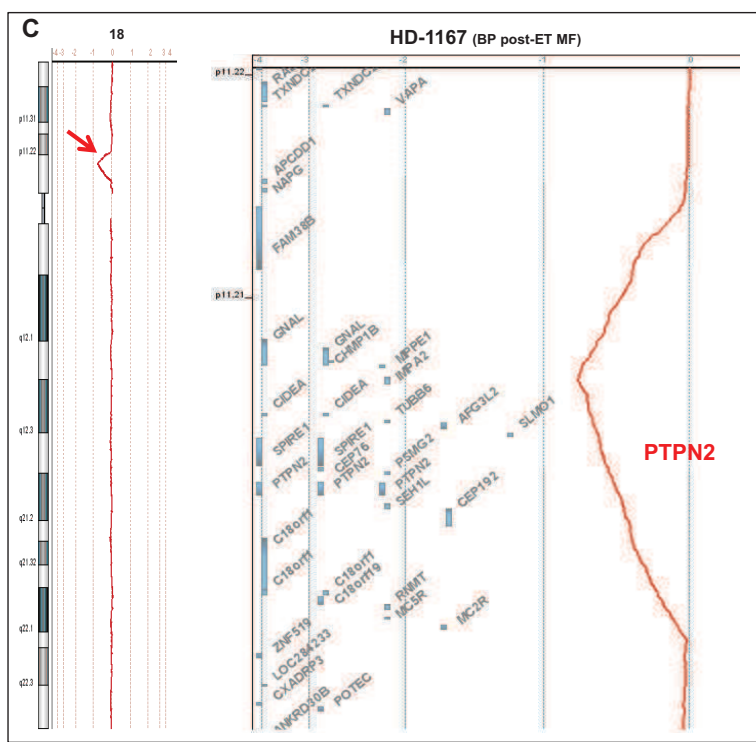 C
18
HD-1167 (BP post-ET MF)
-4 -3 -2 -1 0 1 2 3 4
-4 -3 -2 -1 0
p11.31
p11.22
q12.1
q12.3
q21.2
q21.32
q22.1
q22.3
p11.22
TXNDC2
VAPA
APCDD1
NAPG
FAM38B
p11.21
GNAL
GNAL
CHMP1B
MPPE1
IMPA2
CIDEA
CIDEA
TUBB6
AFG3L2
SLMO1
SPIRE1
SPIRE1
CEP76
PSMG2
PTPN2
PTPN2
PTPN2
SEH1L
CEP192
PTPN2
C18orf1
C18orf1
C18orf1
C18orf19
RNMT
MC5R
MC2R
ZNF519
LOC284233
CXADRP3
ANKRD30B
POTEC